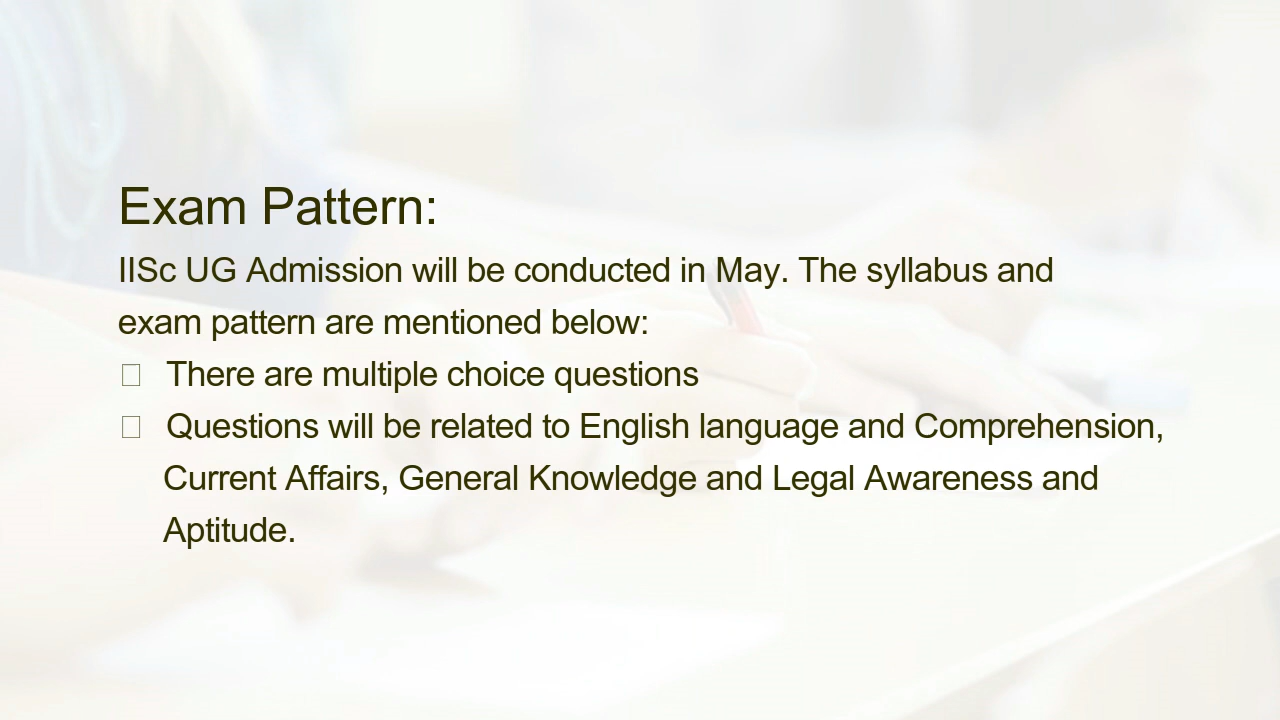 Exam Pattern:
IISc UG Admission will be conducted in May. The syllabus and
exam pattern are mentioned below:
□ There are multiple choice questions
□ Questions will be related to English language and Comprehension,
Current Affairs, General Knowledge and Legal Awareness and
Aptitude.